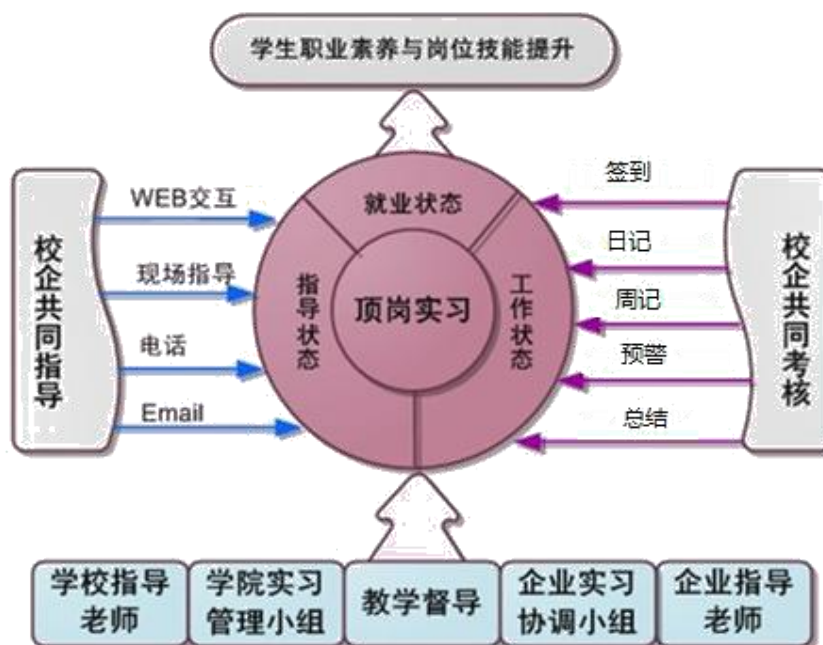 学生职业素养与岗位技能提升
校企共同指导
WEB交互
现场指导
电话
Email
就业状态
指导状态
顶岗实习
工作状态
签到
日记
周记
预警
总结
校企共同考核
学校指导
老师
学院实习
管理小组
教学督导
企业实习
协调小组
企业指导
老师